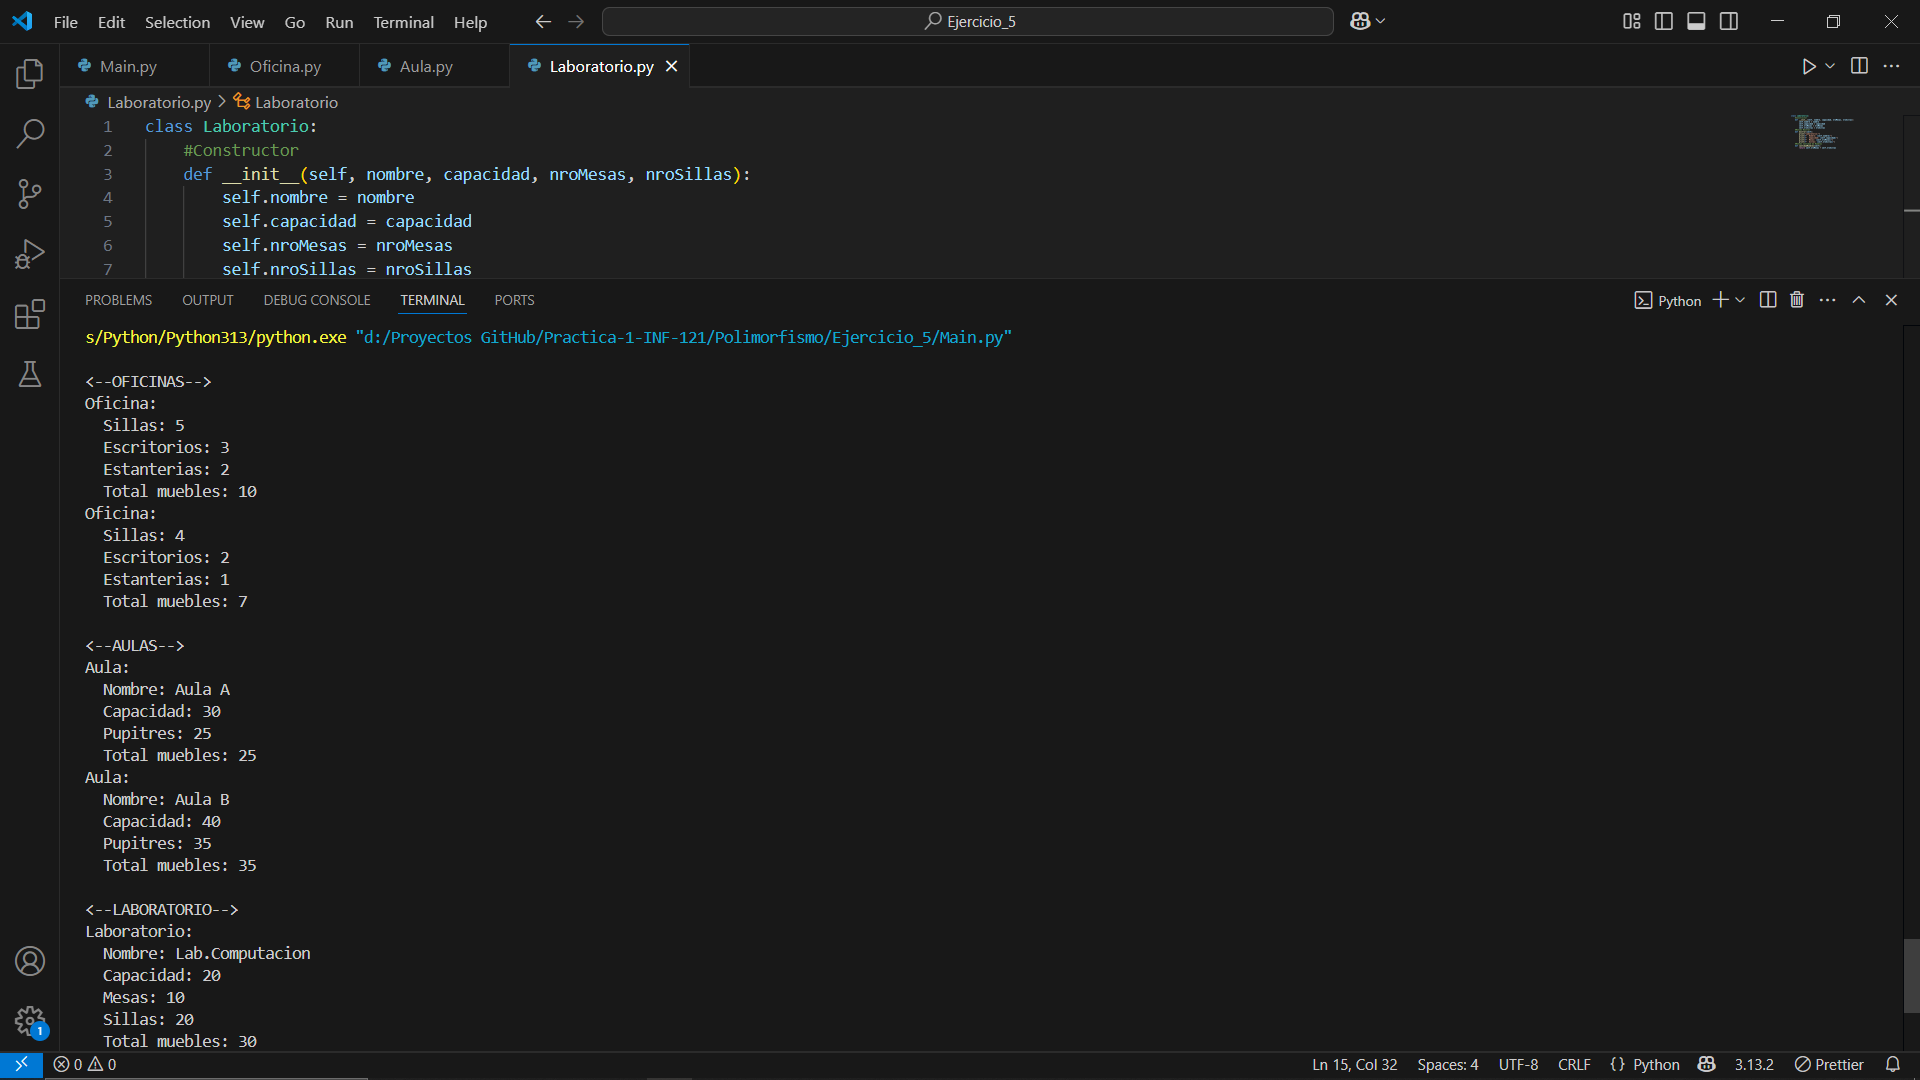 File Edit Selection View Go Run Terminal Help Ejercicio_5
Main.py Oficina.py Aula.py Laboratorio.py
Laboratorio.py > Laboratorio
1 class Laboratorio:
2 #Constructor
3 def __init__(self, nombre, capacidad, nroMesas, nroSillas):
4 self.nombre = nombre
5 self.capacidad = capacidad
6 self.nroMesas = nroMesas
7 self.nroSillas = nroSillas
PROBLEMS OUTPUT DEBUG CONSOLE TERMINAL PORTS Python
s/Python/Python313/python.exe "d:/Proyectos GitHub/Practica-1-INF-121/Polimorfismo/Ejercicio_5/Main.py"
<--OFICINAS-->
Oficina:
Sillas: 5
Escritorios: 3
Estanterias: 2
Total muebles: 10
Oficina:
Sillas: 4
Escritorios: 2
Estanterias: 1
Total muebles: 7
<--AULAS-->
Aula:
Nombre: Aula A
Capacidad: 30
Pupitres: 25
Total muebles: 25
Aula:
Nombre: Aula B
Capacidad: 40
Pupitres: 35
Total muebles: 35
<--LABORATORIO-->
Laboratorio:
Nombre: Lab.Computacion
Capacidad: 20
Mesas: 10
Sillas: 20
Total muebles: 30
1
0 0 Ln 15, Col 32 Spaces: 4 UTF-8 CRLF {} Python 3.13.2 Prettier